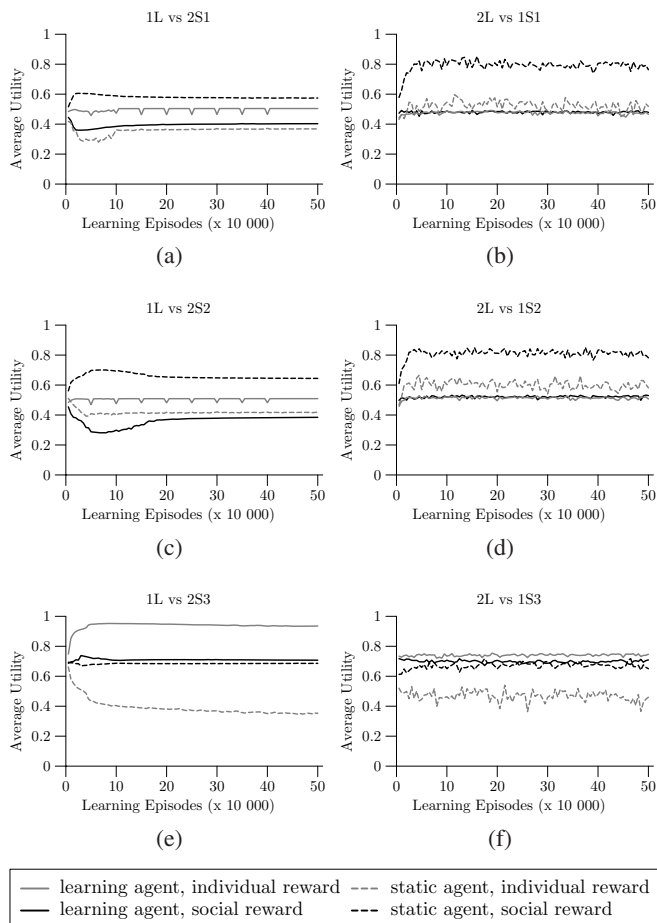 1L vs 2S1
Average Utility
1
0.8
0.6
0.4
0.2
0
0 10 20 30 40 50
Learning Episodes (x 10 000)
(a)
2L vs 1S1
Average Utility
1
0.8
0.6
0.4
0.2
0
0 10 20 30 40 50
Learning Episodes (x 10 000)
(b)
1L vs 2S2
Average Utility
1
0.8
0.6
0.4
0.2
0
0 10 20 30 40 50
Learning Episodes (x 10 000)
(c)
2L vs 1S2
Average Utility
1
0.8
0.6
0.4
0.2
0
0 10 20 30 40 50
Learning Episodes (x 10 000)
(d)
1L vs 2S3
Average Utility
1
0.8
0.6
0.4
0.2
0
0 10 20 30 40 50
Learning Episodes (x 10 000)
(e)
2L vs 1S3
Average Utility
1
0.8
0.6
0.4
0.2
0
0 10 20 30 40 50
Learning Episodes (x 10 000)
(f)
learning agent, individual reward
static agent, individual reward
learning agent, social reward
static agent, social reward